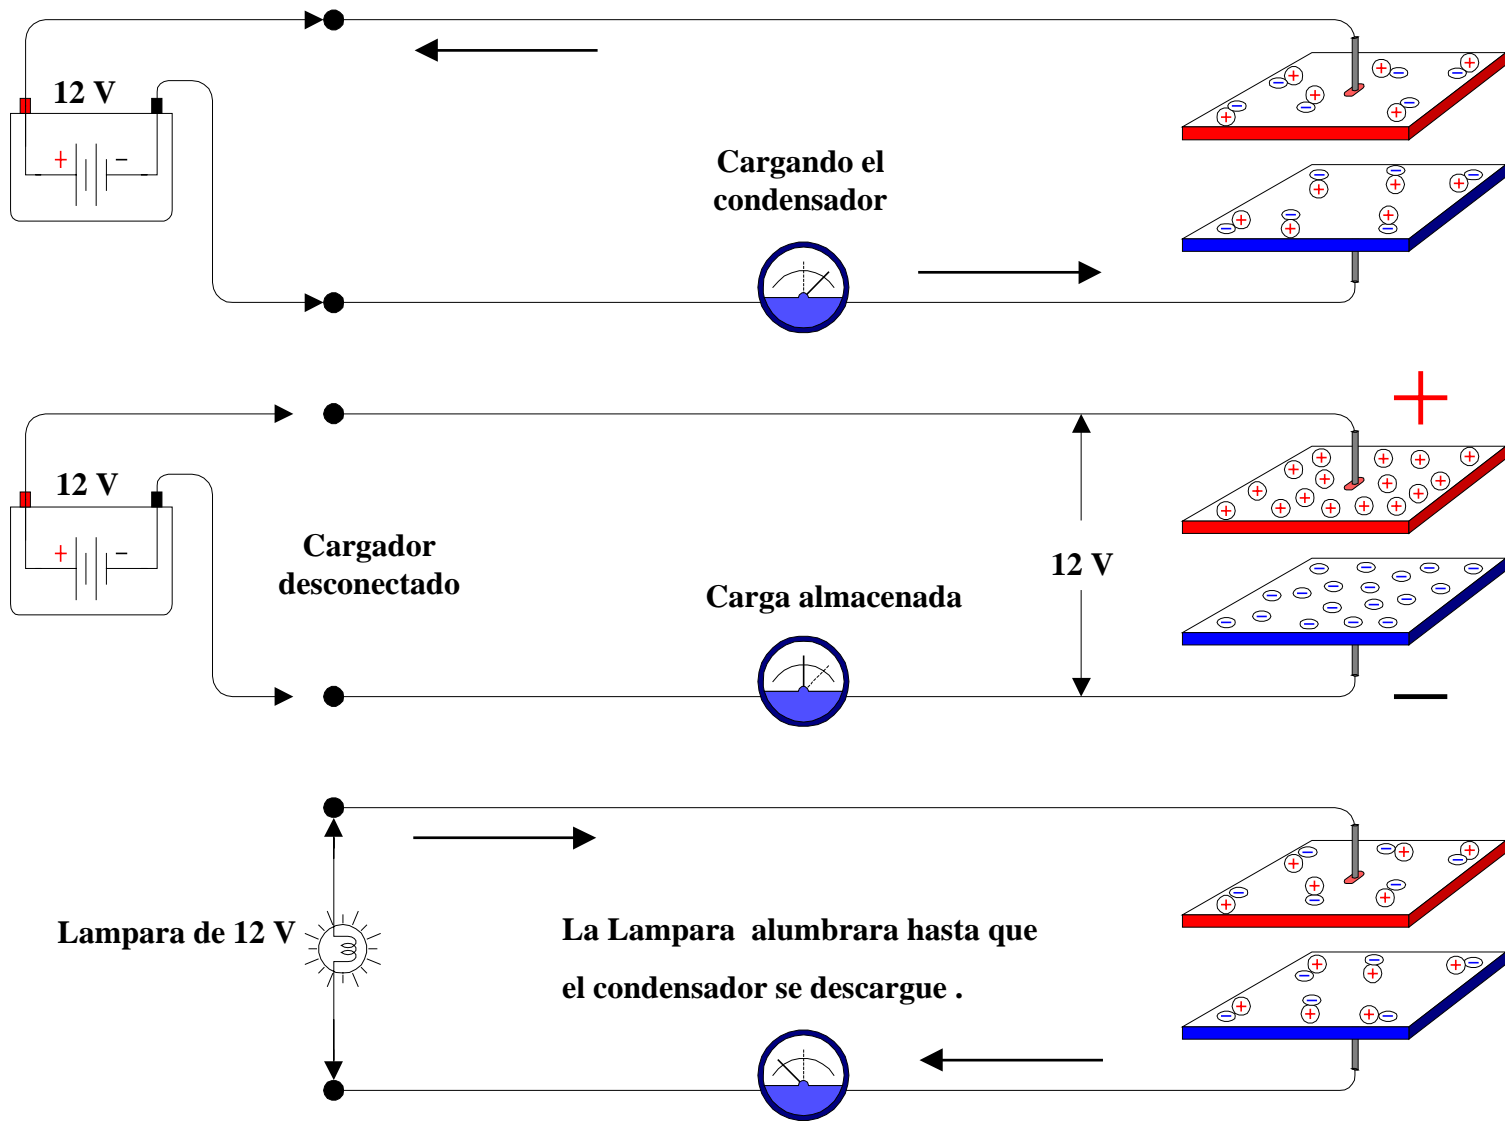 12 V
+ -
Cargando el
condensador
12 V
+ -
Cargador
desconectado
Carga almacenada
12 V
+
-
Lampara de 12 V
La Lampara alumbrara hasta que
el condensador se descargue .